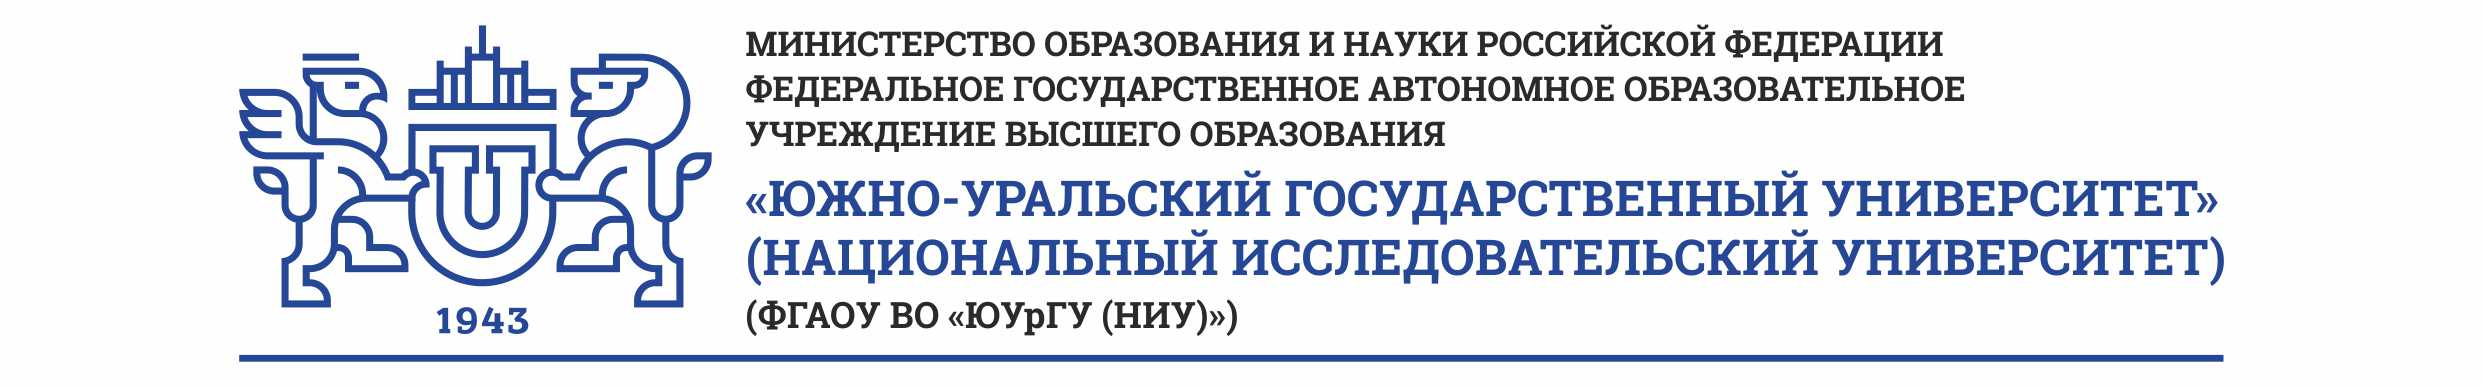 МИНИСТЕРСТВО ОБРАЗОВАНИЯ И НАУКИ РОССИЙСКОЙ ФЕДЕРАЦИИ
ФЕДЕРАЛЬНОЕ ГОСУДАРСТВЕННОЕ АВТОНОМНОЕ ОБРАЗОВАТЕЛЬНОЕ
УЧРЕЖДЕНИЕ ВЫСШЕГО ОБРАЗОВАНИЯ
«ЮЖНО-УРАЛЬСКИЙ ГОСУДАРСТВЕННЫЙ УНИВЕРСИТЕТ»
(НАЦИОНАЛЬНЫЙ ИССЛЕДОВАТЕЛЬСКИЙ УНИВЕРСИТЕТ)
(ФГАОУ ВО «ЮУрГУ (НИУ)»)
1943